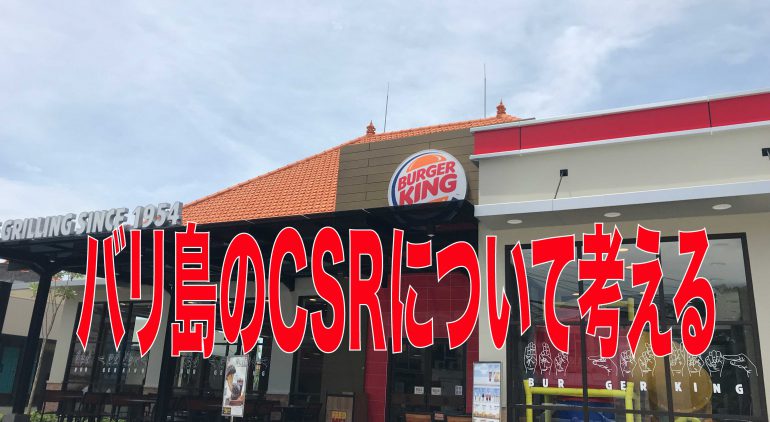 BURGER
KING
GRILLING SINCE 1954
バリ島のCSRについて考える
BUR GER KING